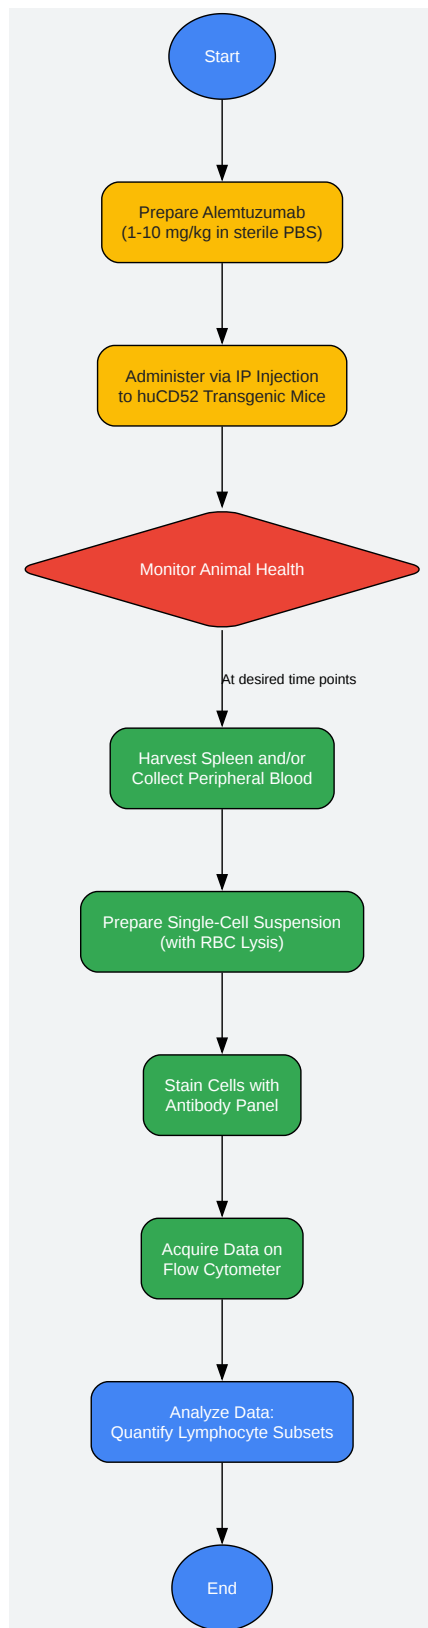 Start
Prepare Alemtuzumab
(1-10 mg/kg in sterile PBS)
Administer via IP Injection
to huCD52 Transgenic Mice
Monitor Animal Health
At desired time points
Harvest Spleen and/or
Collect Peripheral Blood
Prepare Single-Cell Suspension
(with RBC Lysis)
Stain Cells with
Antibody Panel
Acquire Data on
Flow Cytometer
Analyze Data:
Quantify Lymphocyte Subsets
End